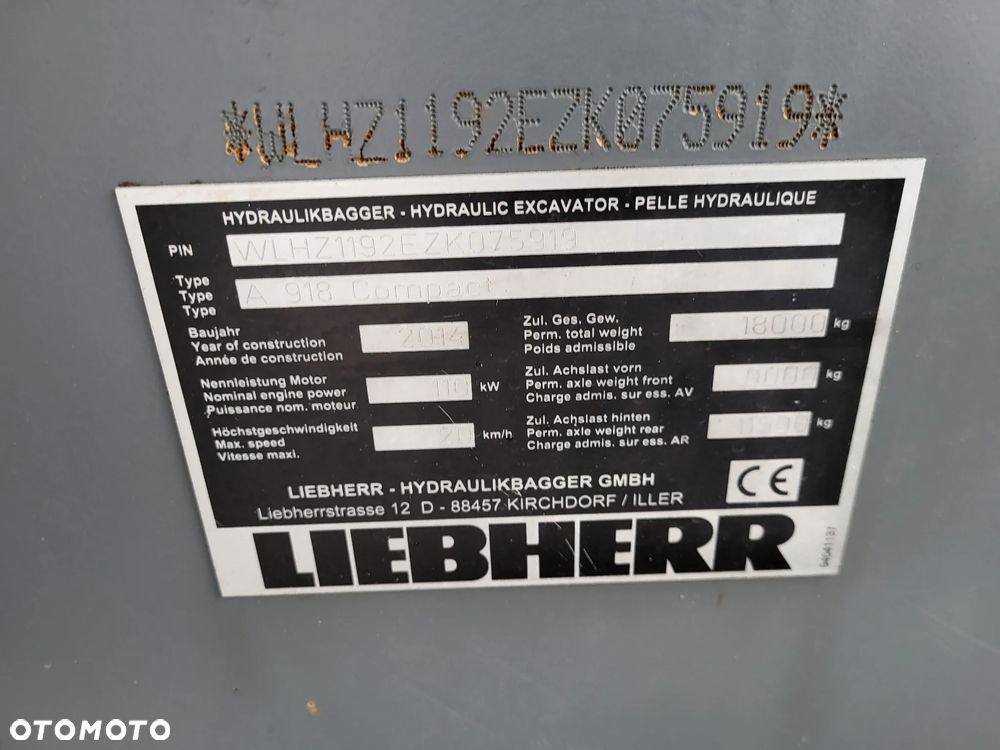 *WLHZ1192EZK075919*
HYDRAULIKBAGGER - HYDRAULIC EXCAVATOR - PELLE HYDRAULIQUE
PIN WLHZ1192EZK075919
Type
Type A 918 Compact
Type
Baujahr
Year of construction 2014
Année de construction
Zul. Ges. Gew.
Perm. total weight 18000 kg
Poids admissible
Nennleistung Motor
Nominal engine power 110 kW
Puissance nom. moteur
Zul. Achslast vorn
Perm. axle weight front kg
Charge admis. sur ess. AV
Höchstgeschwindigkeit
Max. speed 20 km/h
Vitesse maxi.
Zul. Achslast hinten
Perm. axle weight rear kg
Charge admis. sur ess. AR
LIEBHERR - HYDRAULIKBAGGER GMBH
Liebherrstrasse 12 D - 88457 KIRCHDORF / ILLER
CE
LIEBHERR
94041187
OTOMOTO